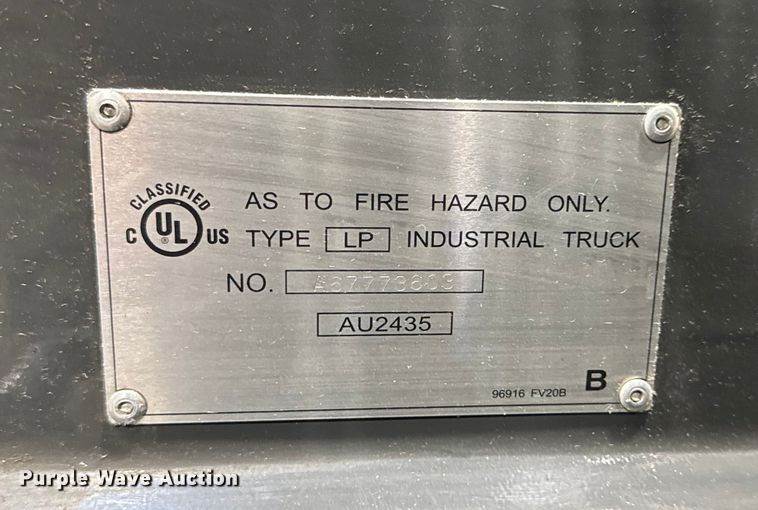 CLASSIFIED
C UL US
®
AS TO FIRE HAZARD ONLY.
TYPE LP INDUSTRIAL TRUCK
NO.
AU2435
96916 FV20B
B
Purple Wave Auction